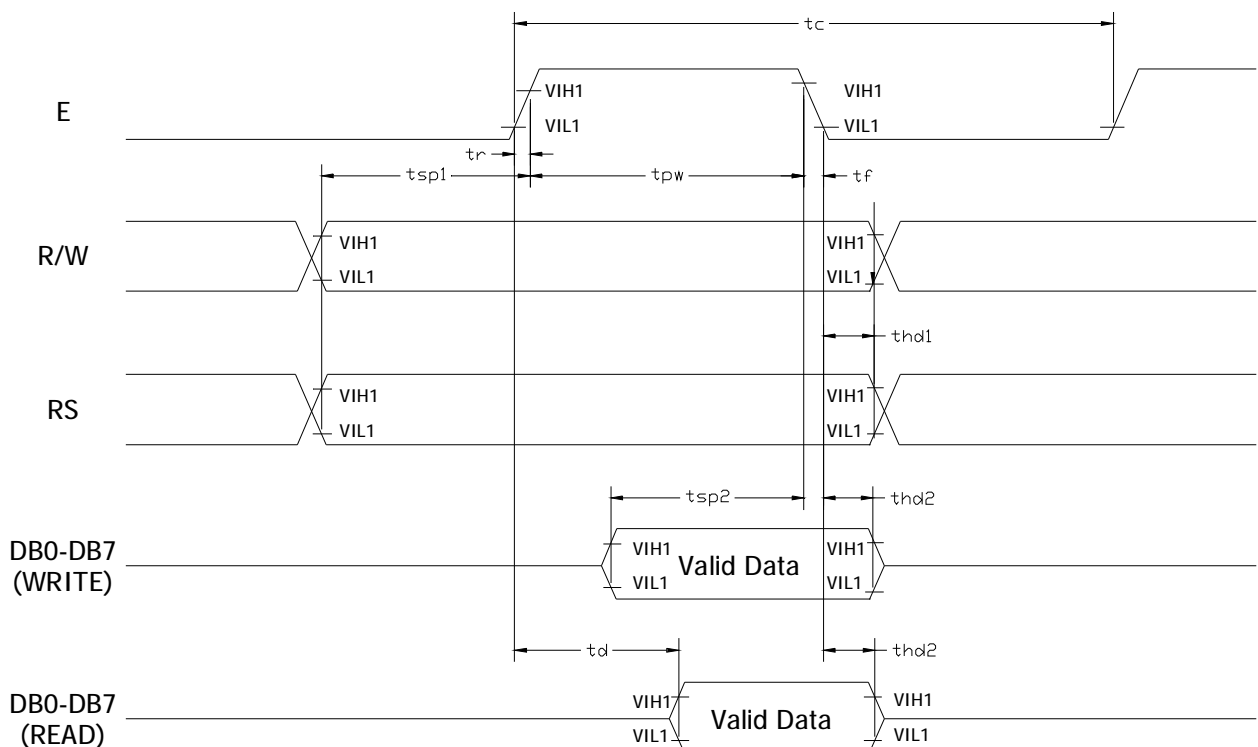 tc
E
VIH1
VIH1
VIL1
VIL1
tr
tsp1
tpw
tf
R/W
VIH1
VIH1
VIL1
VIL1
thd1
RS
VIH1
VIH1
VIL1
VIL1
tsp2
thd2
DB0-DB7
(WRITE)
VIH1
Valid Data
VIH1
VIL1
VIL1
td
thd2
DB0-DB7
(READ)
VIH1
Valid Data
VIH1
VIL1
VIL1